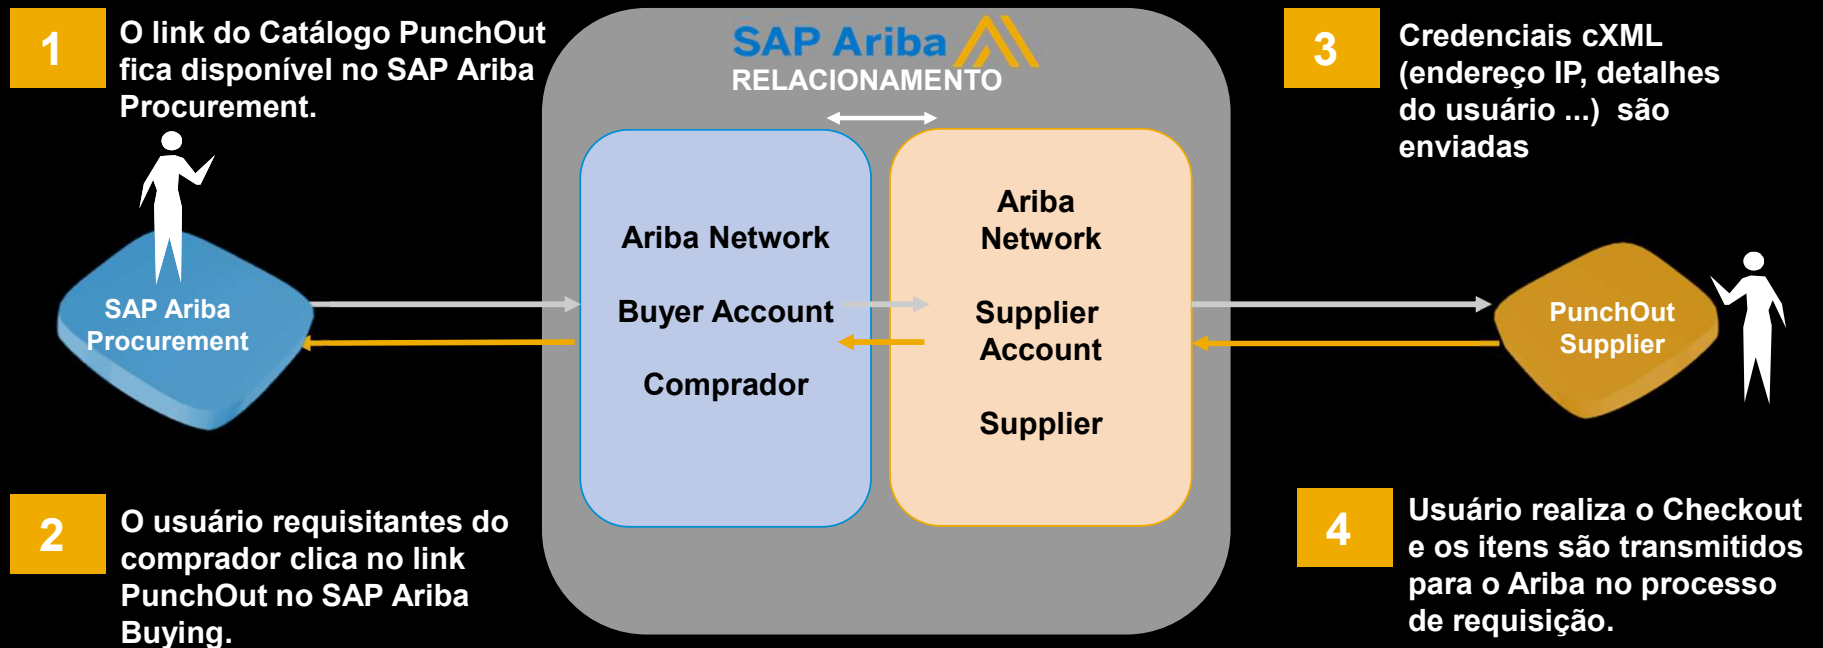 1
O link do Catálogo PunchOut
fica disponível no SAP Ariba
Procurement.
SAP Ariba
RELACIONAMENTO
3
Credenciais cXML
(endereço IP, detalhes
do usuário ...) são
enviadas
SAP Ariba
Procurement
Ariba Network
Buyer Account
Comprador
Ariba
Network
Supplier
Account
Supplier
PunchOut
Supplier
2
O usuário requisitantes do
comprador clica no link
PunchOut no SAP Ariba
Buying.
4
Usuário realiza o Checkout
e os itens são transmitidos
para o Ariba no processo
de requisição.